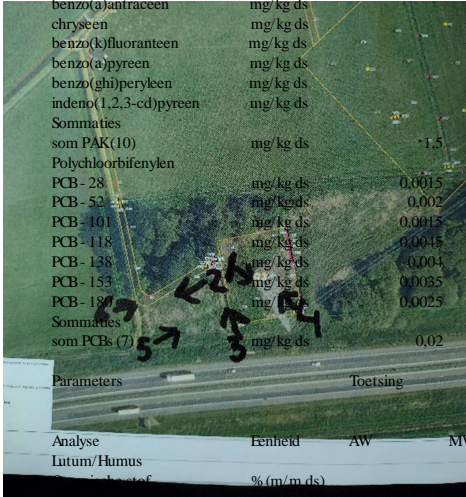 benzo(a)antraceen mg/kg ds
chryseen mg/kg ds
benzo(k)fluoranteen mg/kg ds
benzo(a)pyreen mg/kg ds
benzo(ghi)peryleen mg/kg ds
indeno(1,2,3-cd)pyreen mg/kg ds
Sommaties
som PAK(10) mg/kg ds 1,5
Polychloorbifenylen
PCB - 28 mg/kg ds 0,0015
PCB - 52 mg/kg ds 0,002
PCB - 101 mg/kg ds 0,0015
PCB - 118 mg/kg ds 0,0045
PCB - 138 mg/kg ds 0,004
PCB - 153 mg/kg ds 0,0035
PCB - 180 mg/kg ds 0,0025
Sommaties
som PCBs (7) mg/kg ds 0,02
2
6
4
5
3
Parameters Toetsing
Analyse Eenheid AW
Lutum/Humus
% (m/m ds)